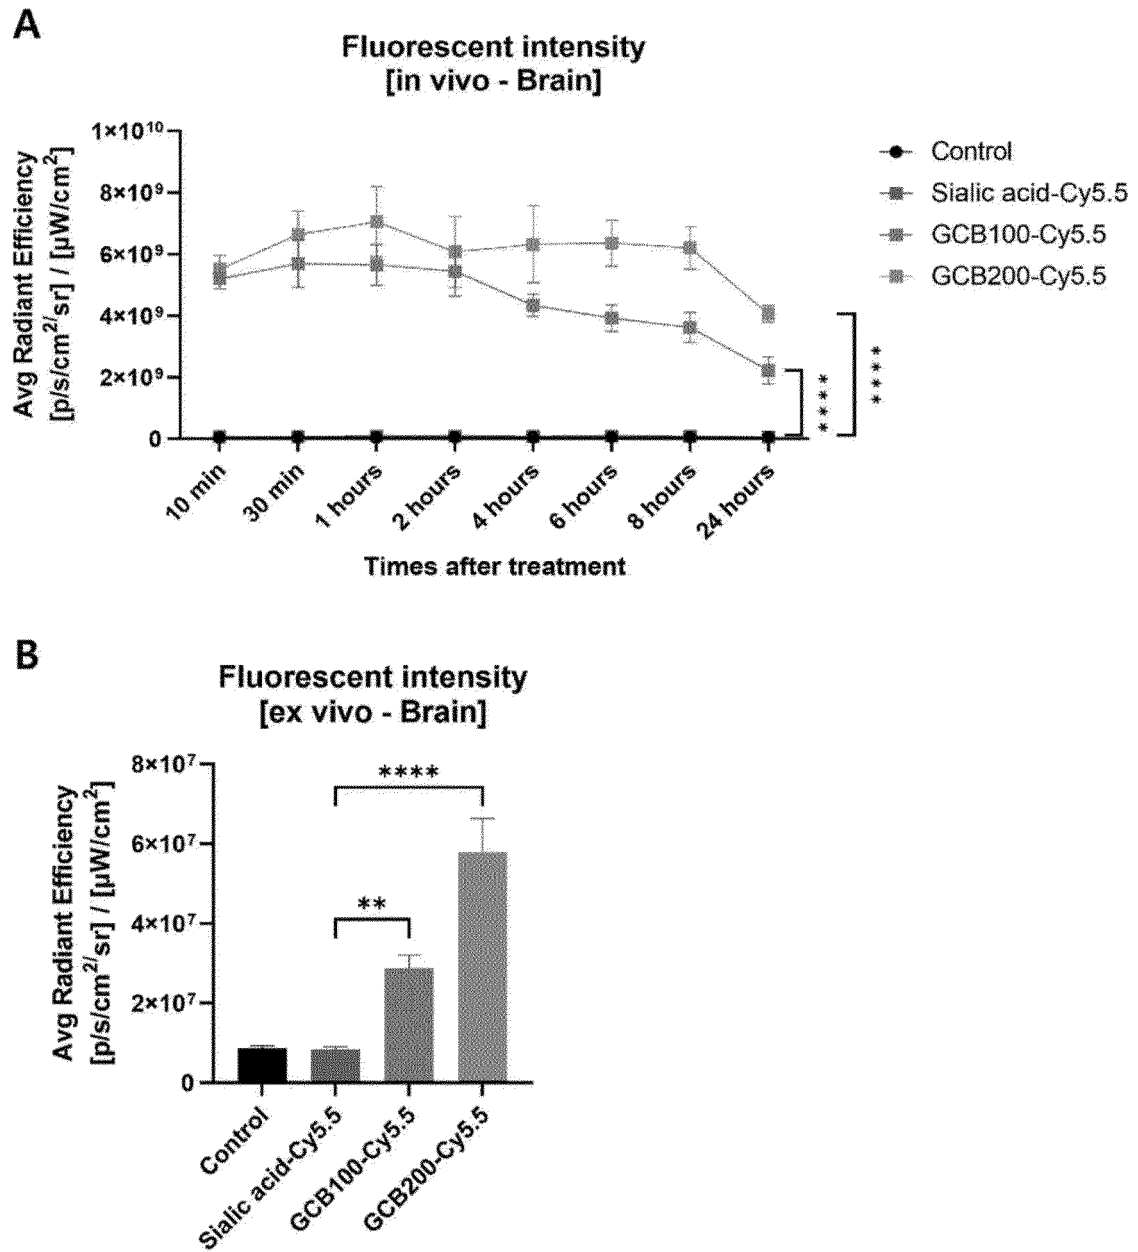 A
Fluorescent intensity
[in vivo - Brain]
Avg Radiant Efficiency
[p/s/cm²/sr] / [µW/cm²]
1×10¹⁰
8×10⁹
6×10⁹
4×10⁹
2×10⁹
0
10 min
30 min
1 hours
2 hours
4 hours
6 hours
8 hours
24 hours
Times after treatment
Control
Sialic acid-Cy5.5
GCB100-Cy5.5
GCB200-Cy5.5
****
****
B
Fluorescent intensity
[ex vivo - Brain]
Avg Radiant Efficiency
[p/s/cm²/sr] / [µW/cm²]
8×10⁷
6×10⁷
4×10⁷
2×10⁷
0
****
**
Control
Sialic acid-Cy5.5
GCB100-Cy5.5
GCB200-Cy5.5